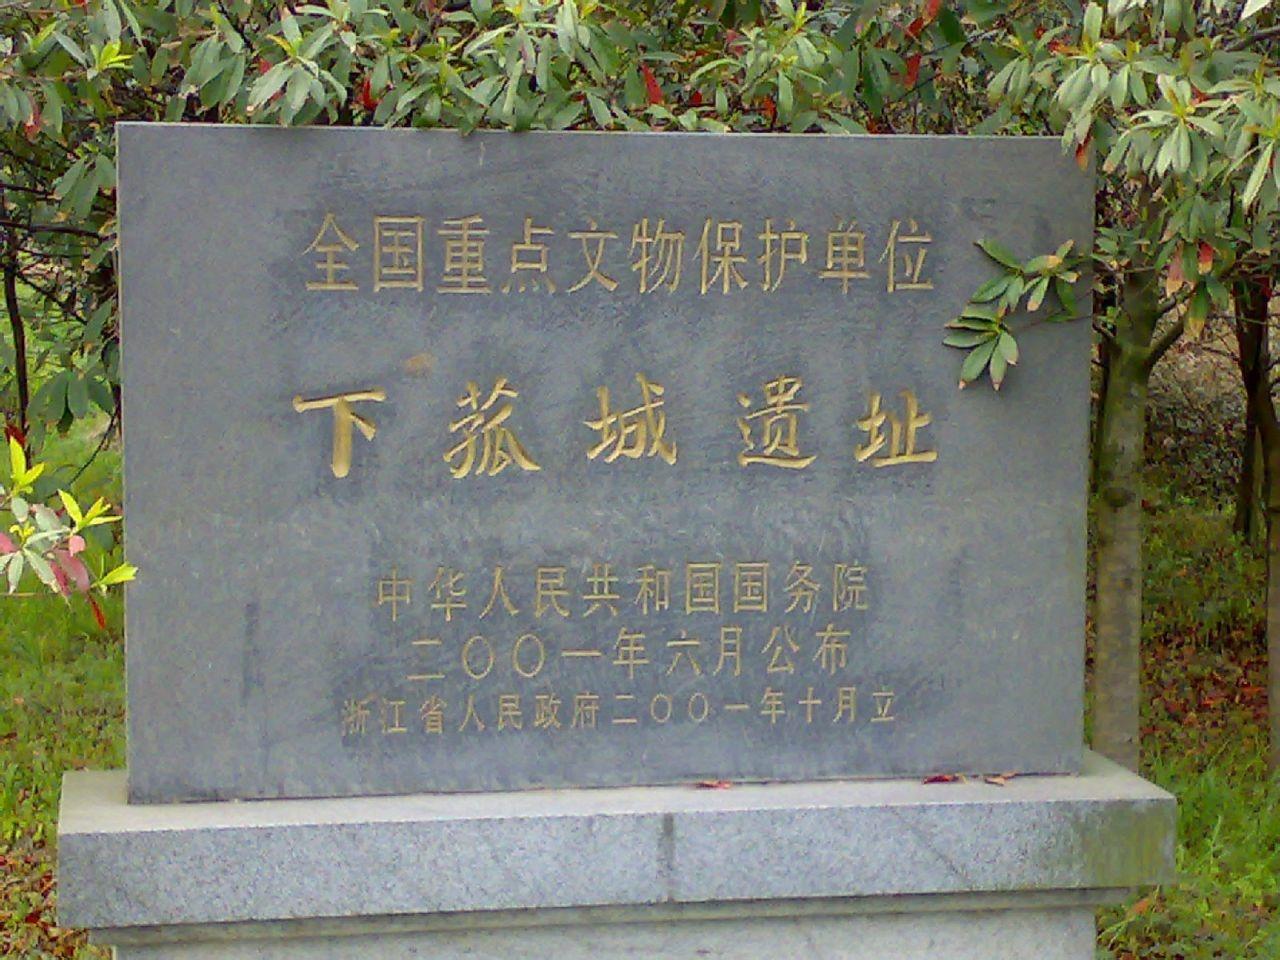 全国重点文物保护单位
下菰城遗址
中华人民共和国国务院
二〇〇一年六月公布
浙江省人民政府二〇〇一年十月立